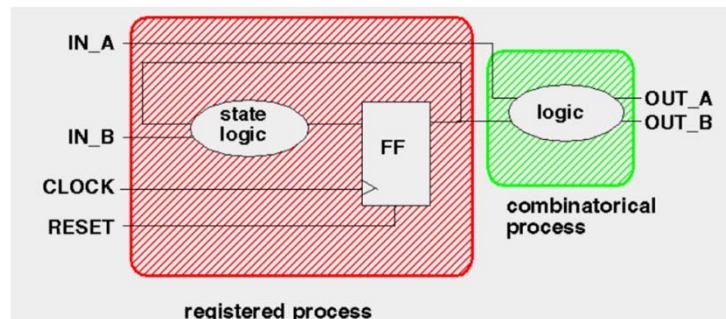 IN_A
state
logic
logic
OUT_A
OUT_B
IN_B
FF
CLOCK
RESET
combinatorical
process
registered process